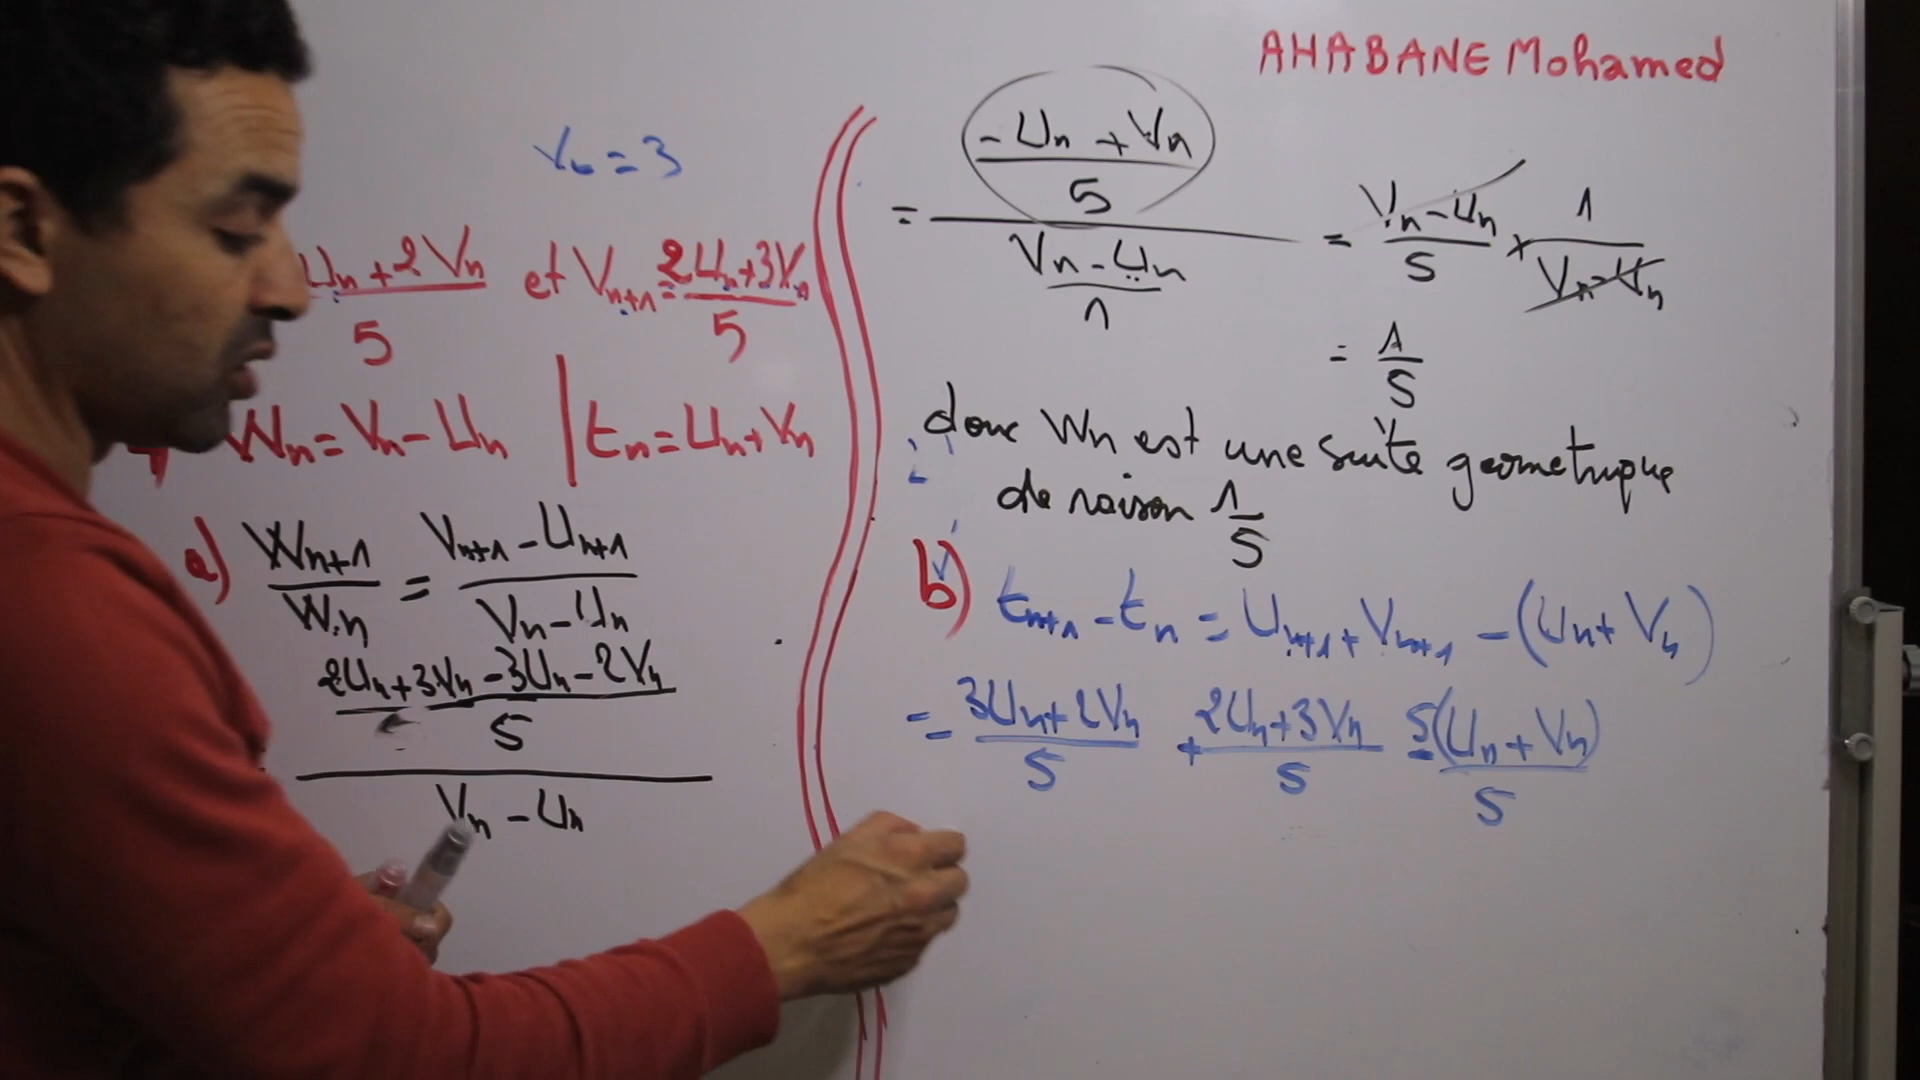 AHABANE Mohamed
V₀ = 3
Uₙ + 2Vₙ / 5 et Vₙ₊₁ = 2Uₙ + 3Vₙ / 5
Wₙ = Vₙ - Uₙ | tₙ = Uₙ + Vₙ
a) Wₙ₊₁ / Wₙ = Vₙ₊₁ - Uₙ₊₁ / Vₙ - Uₙ
2Uₙ + 3Vₙ - 3Uₙ - 2Vₙ / 5
Vₙ - Uₙ
= (-Uₙ + Vₙ / 5) / (Vₙ - Uₙ / 1) = Vₙ - Uₙ / 5 × 1 / Vₙ - Uₙ
= 1/5
donc Wn est une suite geometrique
de raison 1/5
b) tₙ₊₁ - tₙ = Uₙ₊₁ + Vₙ₊₁ - (Uₙ + Vₙ)
= 3Uₙ + 2Vₙ / 5 + 2Uₙ + 3Vₙ / 5 - 5(Uₙ + Vₙ) / 5